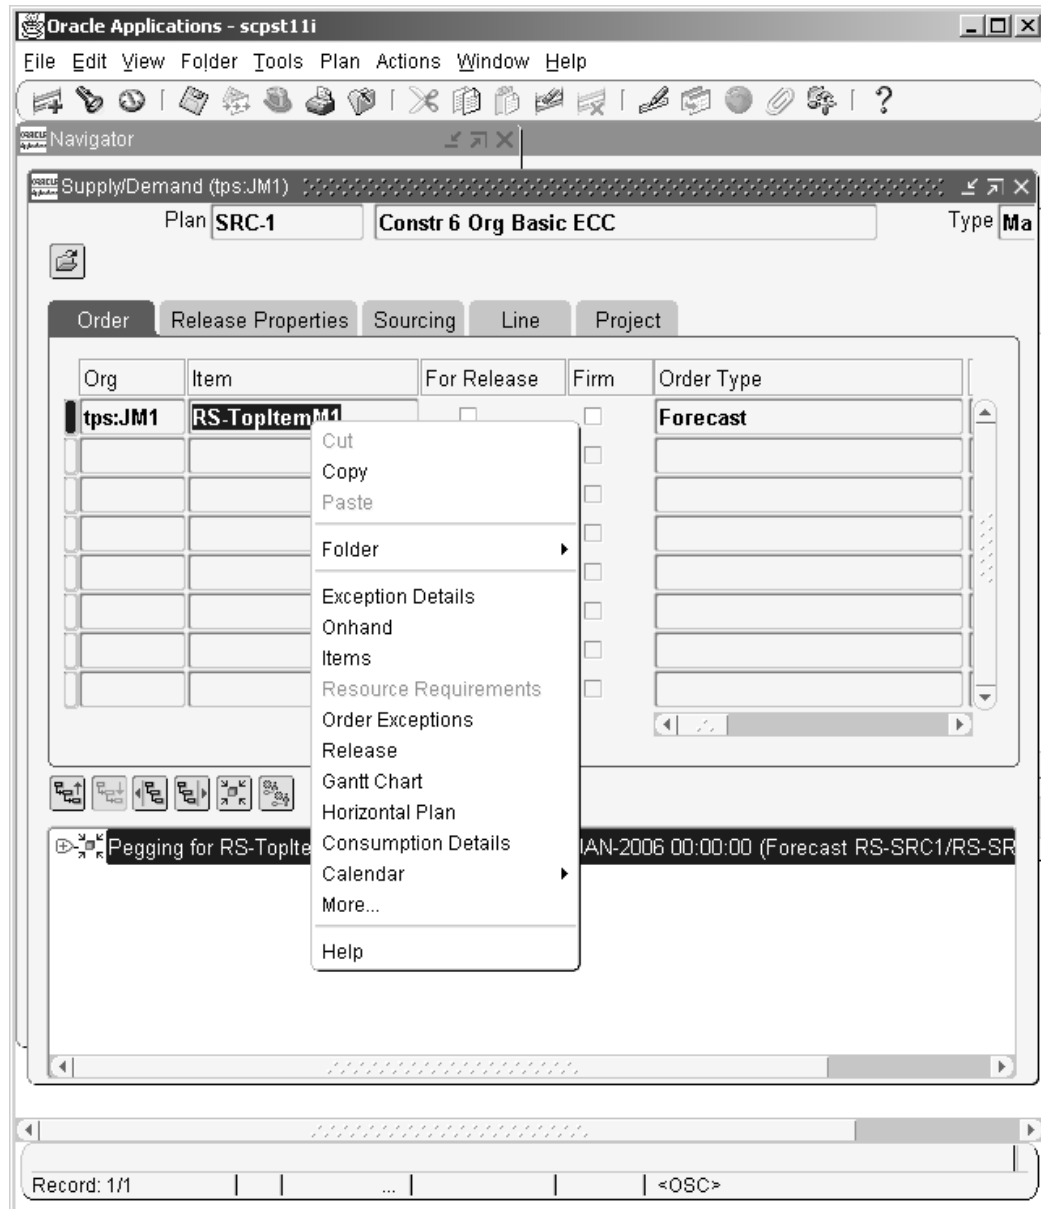 Oracle Applications - scpst11i
File Edit View Folder Tools Plan Actions Window Help
Navigator
Supply/Demand (tps:JM1)
Plan SRC-1 Constr 6 Org Basic ECC Type Ma
Order Release Properties Sourcing Line Project
Org Item For Release Firm Order Type
tps:JM1 RS-TopItemM1 Forecast
Cut
Copy
Paste
Folder
Exception Details
Onhand
Items
Resource Requirements
Order Exceptions
Release
Gantt Chart
Horizontal Plan
Consumption Details
Calendar
More...
Help
Pegging for RS-TopIte IAN-2006 00:00:00 (Forecast RS-SRC1/RS-SR
Record: 1/1 ... <OSC>